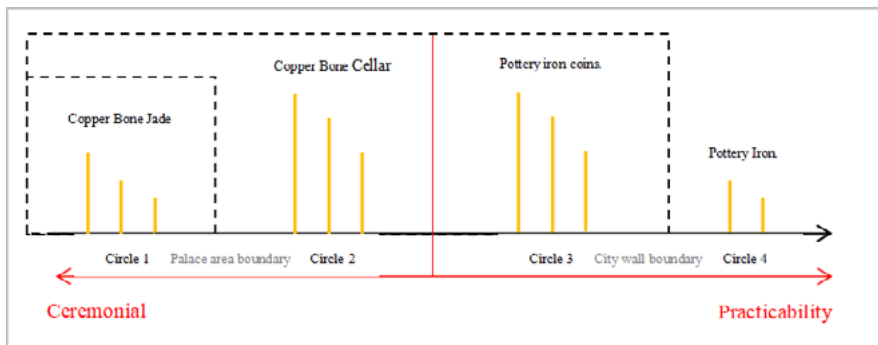 Copper Bone Cellar
Pottery iron coins.
Copper Bone Jade
Pottery Iron.
Circle 1
Palace area boundary
Circle 2
Circle 3
City wall boundary
Circle 4
Ceremonial
Practicability